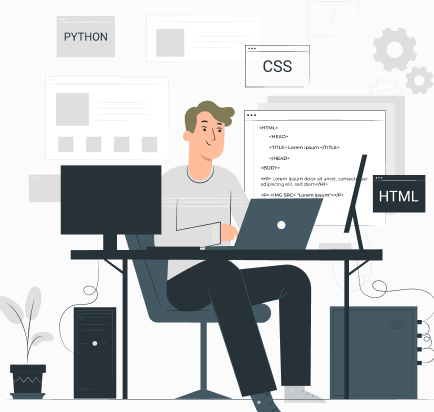 </>
PYTHON
CSS
<HTML>
<HEAD>
<TITLE> Lorem ipsum </TITLE>
</HEAD>
<BODY>
<H1> Lorem ipsum dolor sit amet, consectetuer
adipiscing elit, sed diam</H1>
<P> <IMG SRC= "Lorem ipsum"></P>
HTML